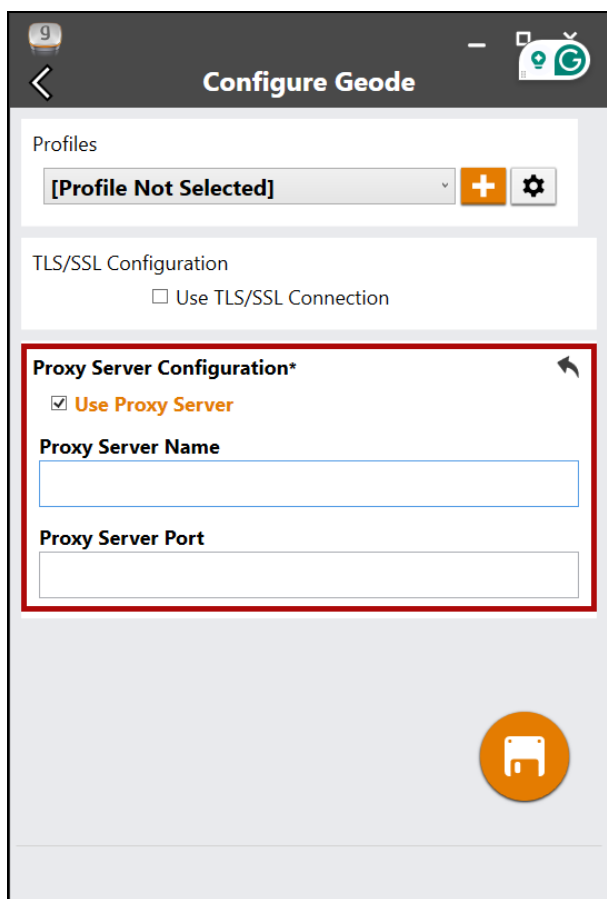 g
Configure Geode
G
Profiles
[Profile Not Selected]
TLS/SSL Configuration
Use TLS/SSL Connection
Proxy Server Configuration*
Use Proxy Server
Proxy Server Name
Proxy Server Port